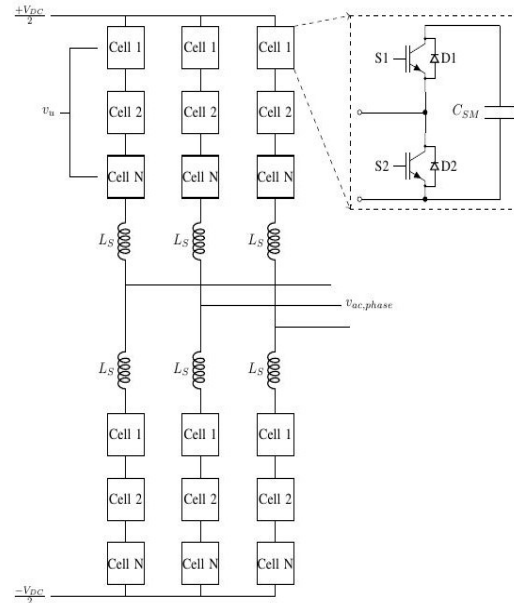 +V_DC/2
Cell 1 Cell 1 Cell 1
S1 D1
v_u
Cell 2 Cell 2 Cell 2
C_SM
S2 D2
Cell N Cell N Cell N
L_S L_S L_S
v_ac,phase
L_S L_S L_S
Cell 1 Cell 1 Cell 1
Cell 2 Cell 2 Cell 2
Cell N Cell N Cell N
−V_DC/2